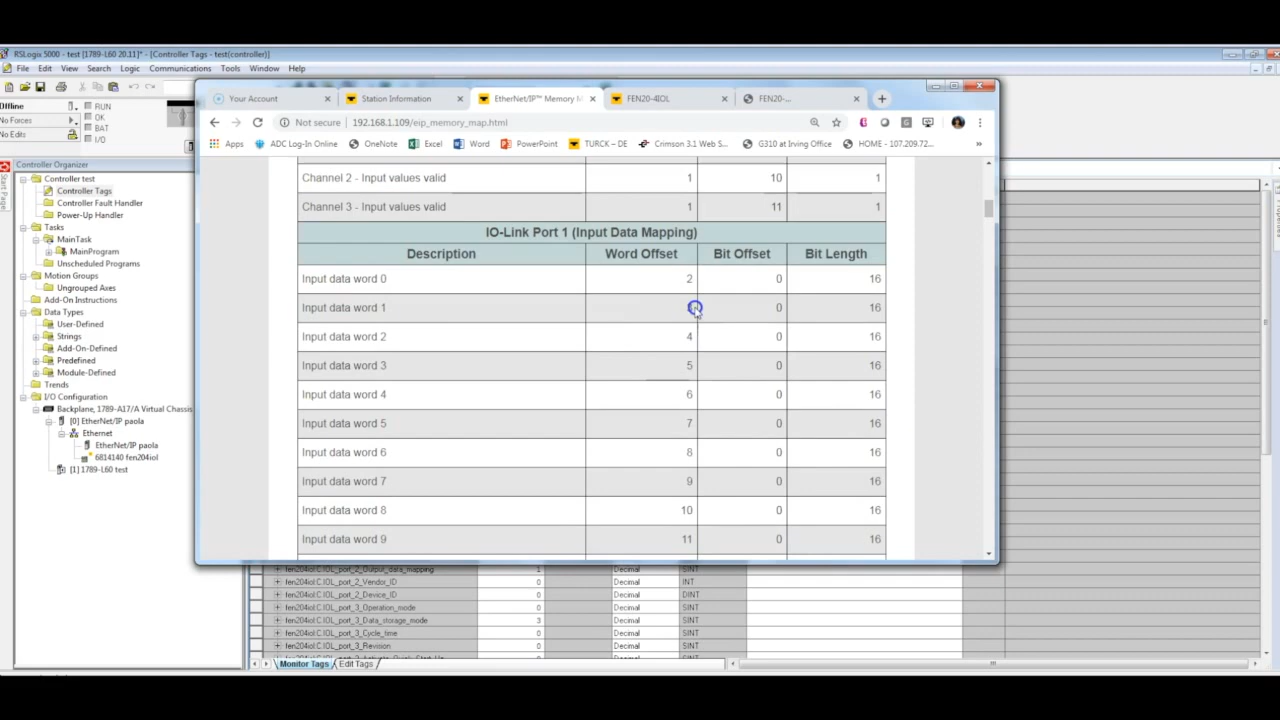 RSLogix 5000 - test [1789-L60 20.11]* - [Controller Tags - test(controller)]
File Edit View Search Logic Communications Tools Window Help
Offline
RUN
No Forces
OK
No Edits
BAT
I/O
Controller Organizer
Start Page
Controller test
Controller Tags
Controller Fault Handler
Power-Up Handler
Tasks
MainTask
MainProgram
Unscheduled Programs
Motion Groups
Ungrouped Axes
Add-On Instructions
Data Types
User-Defined
Strings
Add-On-Defined
Predefined
Module-Defined
Trends
I/O Configuration
Backplane, 1789-A17/A Virtual Chassis
[0] EtherNet/IP paola
Ethernet
EtherNet/IP paola
6814140 fen204iol
[1] 1789-L60 test
Your Account
Station Information
EtherNet/IP™ Memory M
FEN20-4IOL
FEN20-...
Not secure 192.168.1.109/eip_memory_map.html
Apps ADC Log-In Online OneNote Excel Word PowerPoint TURCK – DE Crimson 3.1 Web S... G310 at Irving Office HOME - 107.209.72... »
Channel 2 - Input values valid 1 10 1
Channel 3 - Input values valid 1 11 1
IO-Link Port 1 (Input Data Mapping)
Description Word Offset Bit Offset Bit Length
Input data word 0 2 0 16
Input data word 1 0 16
Input data word 2 4 0 16
Input data word 3 5 0 16
Input data word 4 6 0 16
Input data word 5 7 0 16
Input data word 6 8 0 16
Input data word 7 9 0 16
Input data word 8 10 0 16
Input data word 9 11 0 16
fen204iol:C.IOL_port_2_Output_data_mapping 1 Decimal SINT
fen204iol:C.IOL_port_2_Vendor_ID 0 Decimal INT
fen204iol:C.IOL_port_2_Device_ID 0 Decimal DINT
fen204iol:C.IOL_port_3_Operation_mode 0 Decimal SINT
fen204iol:C.IOL_port_3_Data_storage_mode 3 Decimal SINT
fen204iol:C.IOL_port_3_Cycle_time 0 Decimal SINT
fen204iol:C.IOL_port_3_Revision 0 Decimal SINT
Monitor Tags Edit Tags